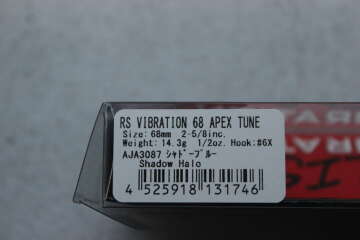 RS VIBRATION 68 APEX TUNE
Size:68mm 2-5/8inc.
Weight:14.3g 1/2oz. Hook:#6X
AJA3087 ｼｬﾄﾞｰﾌﾞﾙｰ
Shadow Halo
4 525918 131746